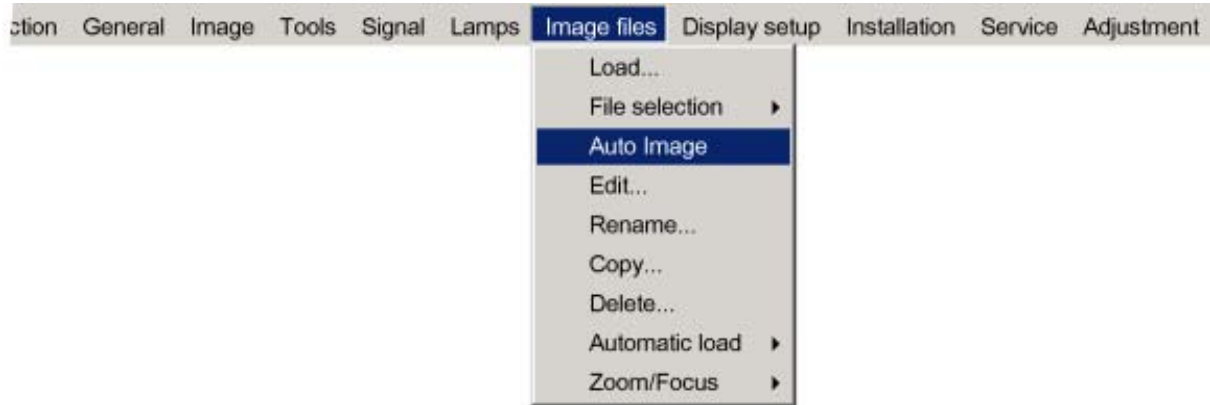 ction General Image Tools Signal Lamps Image files Display setup Installation Service Adjustment
Load...
File selection
Auto Image
Edit...
Rename...
Copy...
Delete...
Automatic load
Zoom/Focus